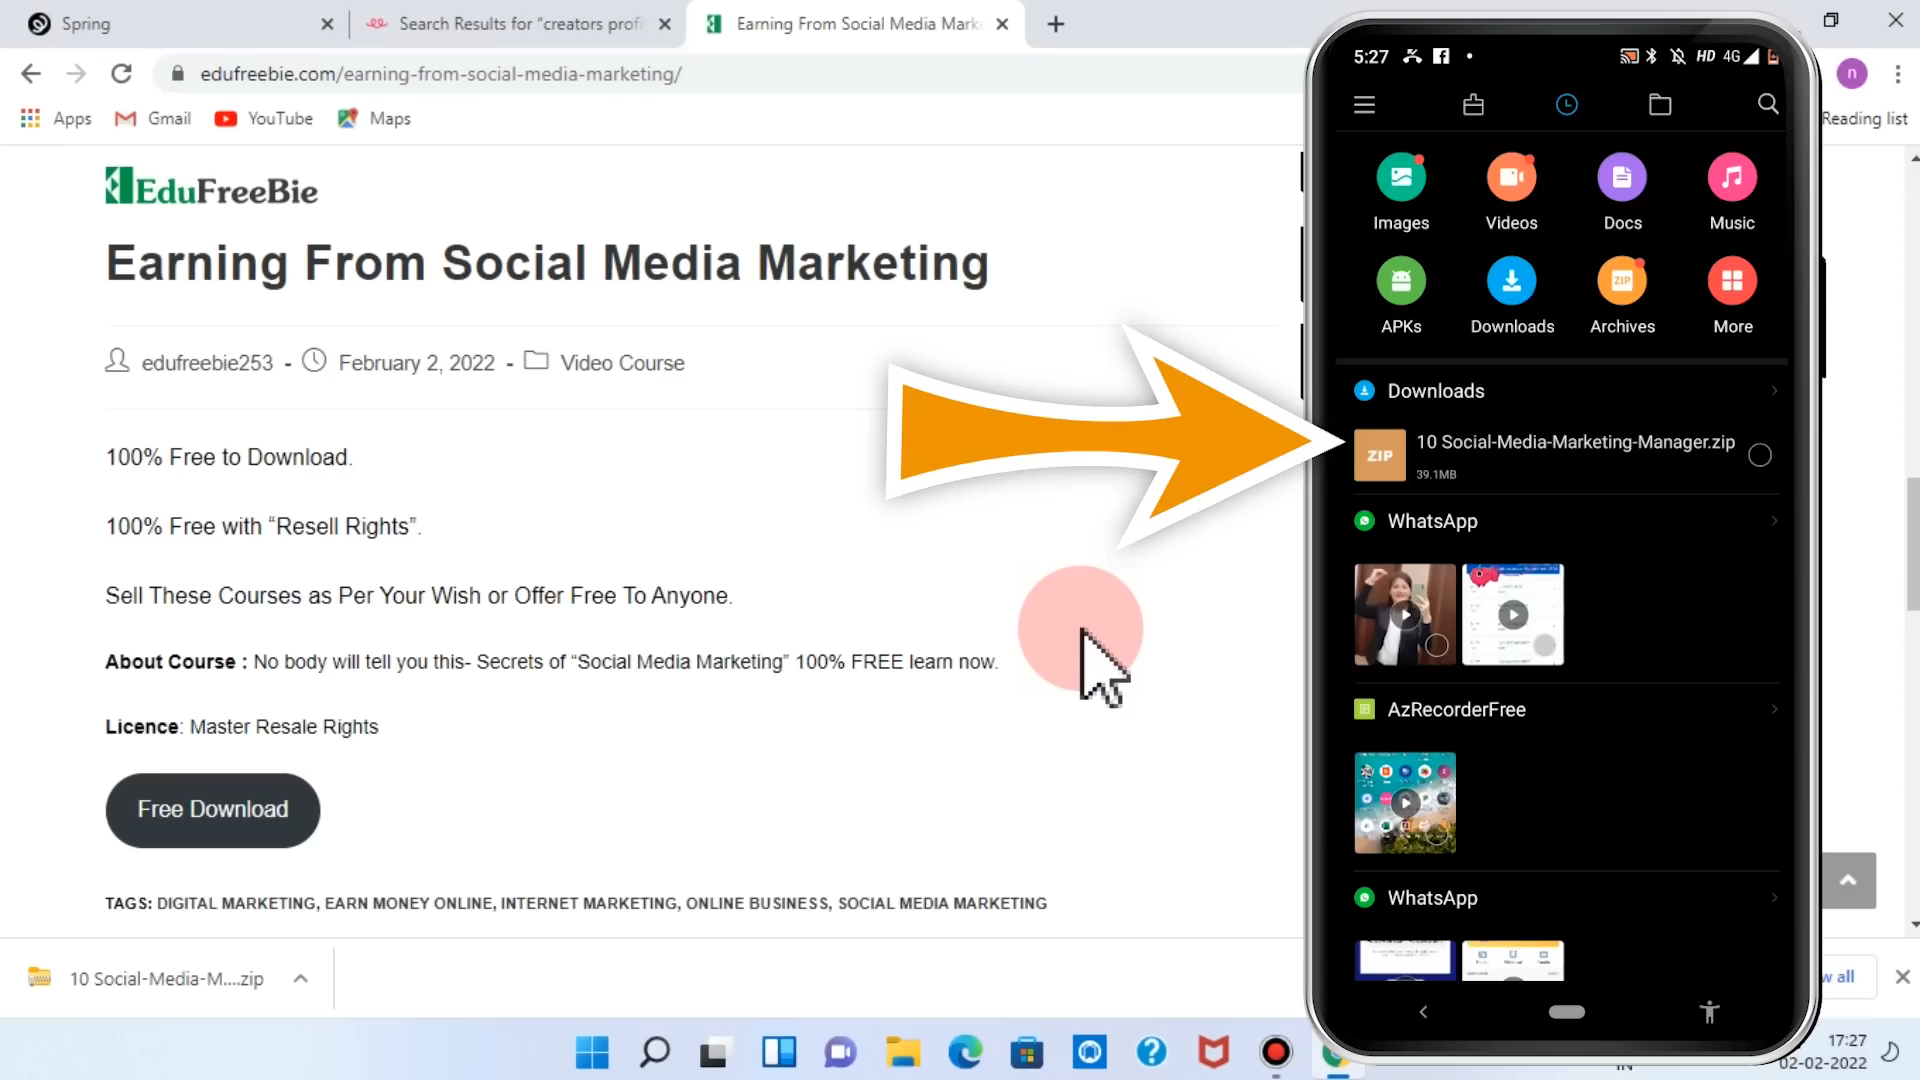 Spring
Search Results for “creators profi
Earning From Social Media Mark
edufreebie.com/earning-from-social-media-marketing/
n
Apps
Gmail
YouTube
Maps
Reading list
EduFreeBie
Earning From Social Media Marketing
edufreebie253 - February 2, 2022 - Video Course
100% Free to Download.
100% Free with “Resell Rights”.
Sell These Courses as Per Your Wish or Offer Free To Anyone.
About Course : No body will tell you this- Secrets of “Social Media Marketing” 100% FREE learn now.
Licence: Master Resale Rights
Free Download
TAGS: DIGITAL MARKETING, EARN MONEY ONLINE, INTERNET MARKETING, ONLINE BUSINESS, SOCIAL MEDIA MARKETING
10 Social-Media-M....zip
w all
17:27
02-02-2022
IN
5:27
HD 4G
Images
Videos
Docs
Music
ZIP
APKs
Downloads
Archives
More
Downloads
ZIP
10 Social-Media-Marketing-Manager.zip
39.1MB
WhatsApp
AzRecorderFree
WhatsApp